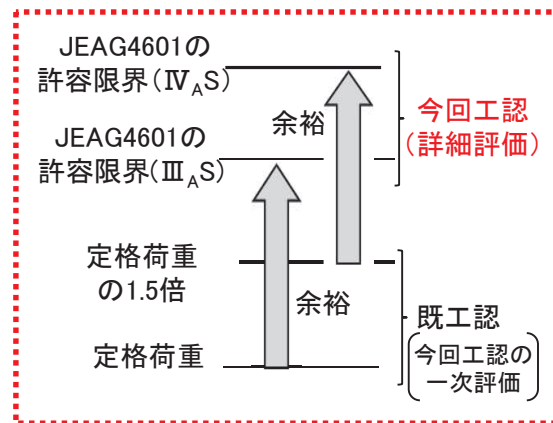 JEAG4601の
許容限界(ⅣAS)
余裕
今回工認
(詳細評価)
JEAG4601の
許容限界(ⅢAS)
定格荷重
の1.5倍
余裕
既工認
今回工認の
一次評価
定格荷重